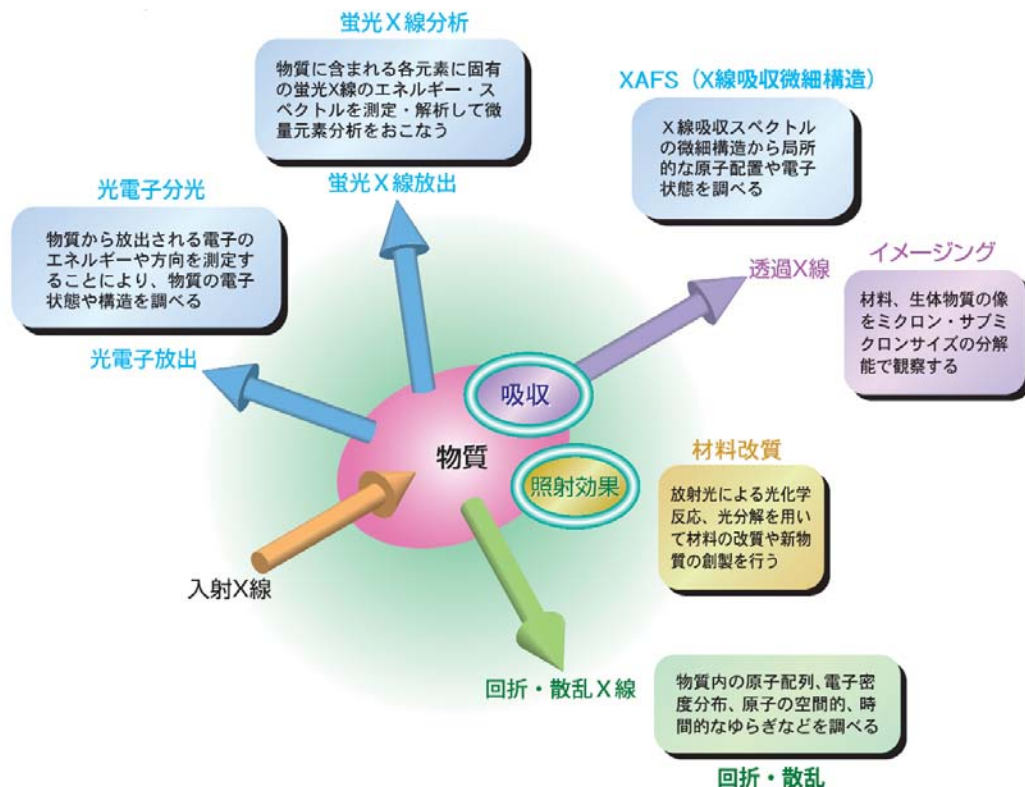 蛍光X線分析
物質に含まれる各元素に固有
の蛍光X線のエネルギー・ス
ペクトルを測定・解析して微
量元素分析をおこなう
蛍光X線放出
XAFS（X線吸収微細構造）
X線吸収スペクトル
の微細構造から局所
的な原子配置や電子
状態を調べる
光電子分光
物質から放出される電子の
エネルギーや方向を測定す
ることにより、物質の電子
状態や構造を調べる
光電子放出
透過X線
イメージング
材料、生体物質の像
をミクロン・サブミ
クロンサイズの分解
能で観察する
吸収
物質
照射効果
材料改質
放射光による光化学
反応、光分解を用い
て材料の改質や新物
質の創製を行う
入射X線
回折・散乱X線
物質内の原子配列、電子密
度分布、原子の空間的、時
間的なゆらぎなどを調べる
回折・散乱